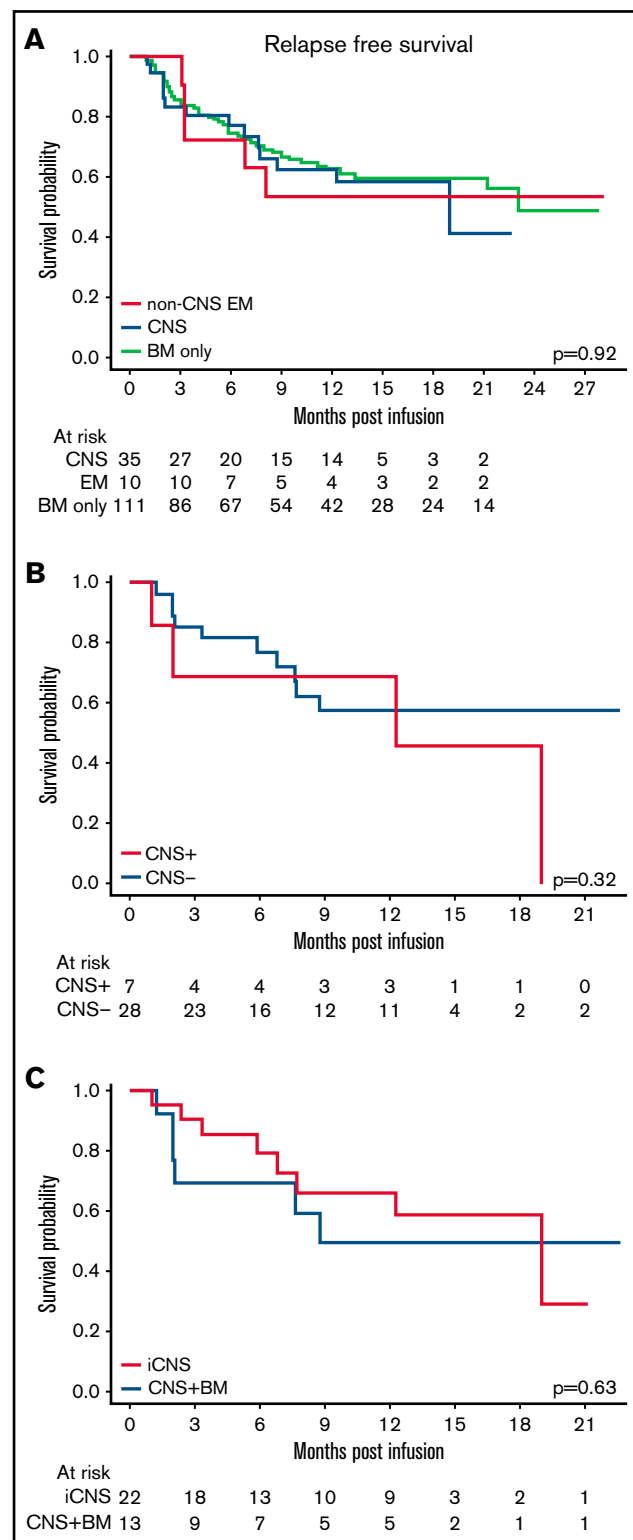 A
Relapse free survival
1.0
0.8
0.6
0.4
0.2
0.0
Survival probability
non-CNS EM
CNS
BM only
p=0.92
0 3 6 9 12 15 18 21 24 27
Months post infusion
At risk
CNS 35 27 20 15 14 5 3 2
EM 10 10 7 5 4 3 2 2
BM only 111 86 67 54 42 28 24 14
B
1.0
0.8
0.6
0.4
0.2
0.0
Survival probability
CNS+
CNS−
p=0.32
0 3 6 9 12 15 18 21
Months post infusion
At risk
CNS+ 7 4 4 3 3 1 1 0
CNS− 28 23 16 12 11 4 2 2
C
1.0
0.8
0.6
0.4
0.2
0.0
Survival probability
iCNS
CNS+BM
p=0.63
0 3 6 9 12 15 18 21
Months post infusion
At risk
iCNS 22 18 13 10 9 3 2 1
CNS+BM 13 9 7 5 5 2 1 1